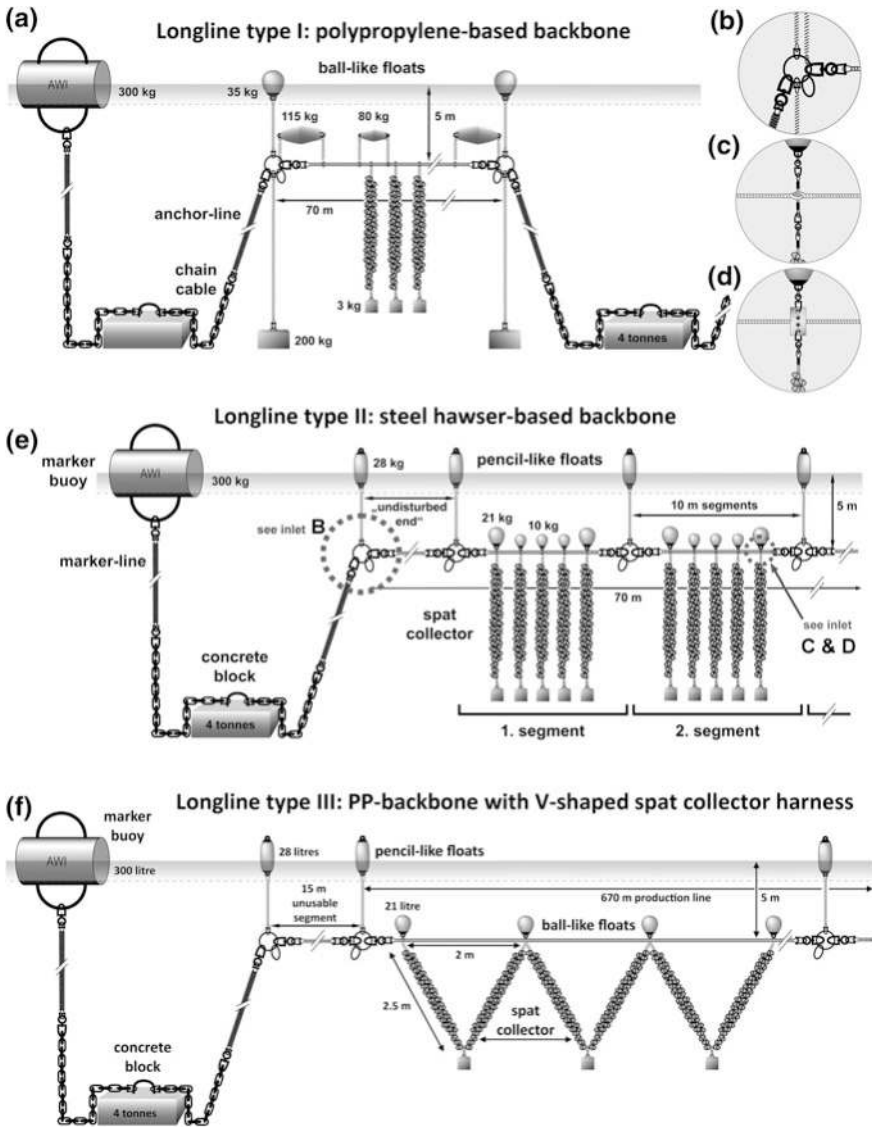 (a)
Longline type I: polypropylene-based backbone
(b)
AWI
300 kg
35 kg
ball-like floats
5 m
115 kg
80 kg
(c)
anchor-line
70 m
chain
cable
(d)
3 kg
200 kg
4 tonnes
Longline type II: steel hawser-based backbone
(e)
marker
buoy
AWI
300 kg
28 kg
pencil-like floats
„undisturbed
end“
10 m segments
5 m
see inlet B
21 kg
10 kg
marker-line
70 m
spat
collector
see inlet
C & D
concrete
block
4 tonnes
1. segment
2. segment
(f)
marker
buoy
Longline type III: PP-backbone with V-shaped spat collector harness
AWI
300 litre
28 litres
pencil-like floats
15 m
unusable
segment
670 m production line
5 m
21 litre
ball-like floats
2 m
2.5 m
spat
collector
concrete
block
4 tonnes